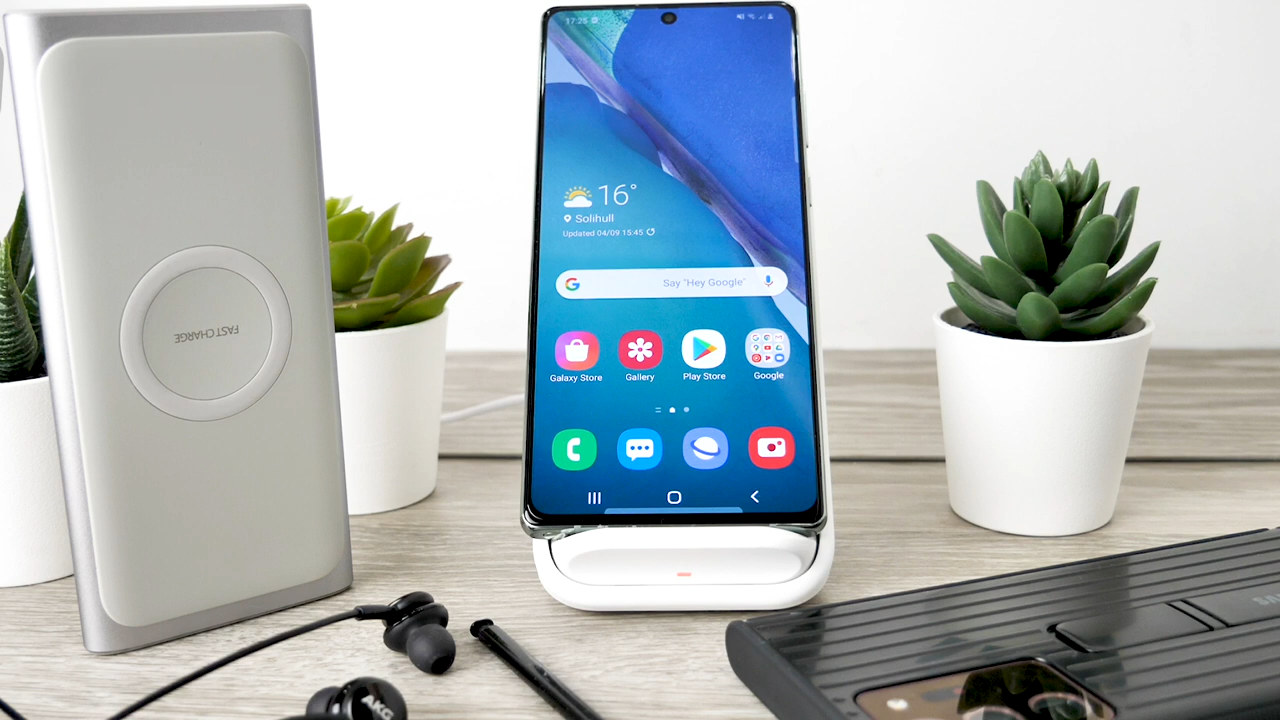 FAST CHARGE
17:25
16°
Solihull
Updated 04/09 15:45
Say "Hey Google"
Galaxy Store
Gallery
Play Store
Google
AKG